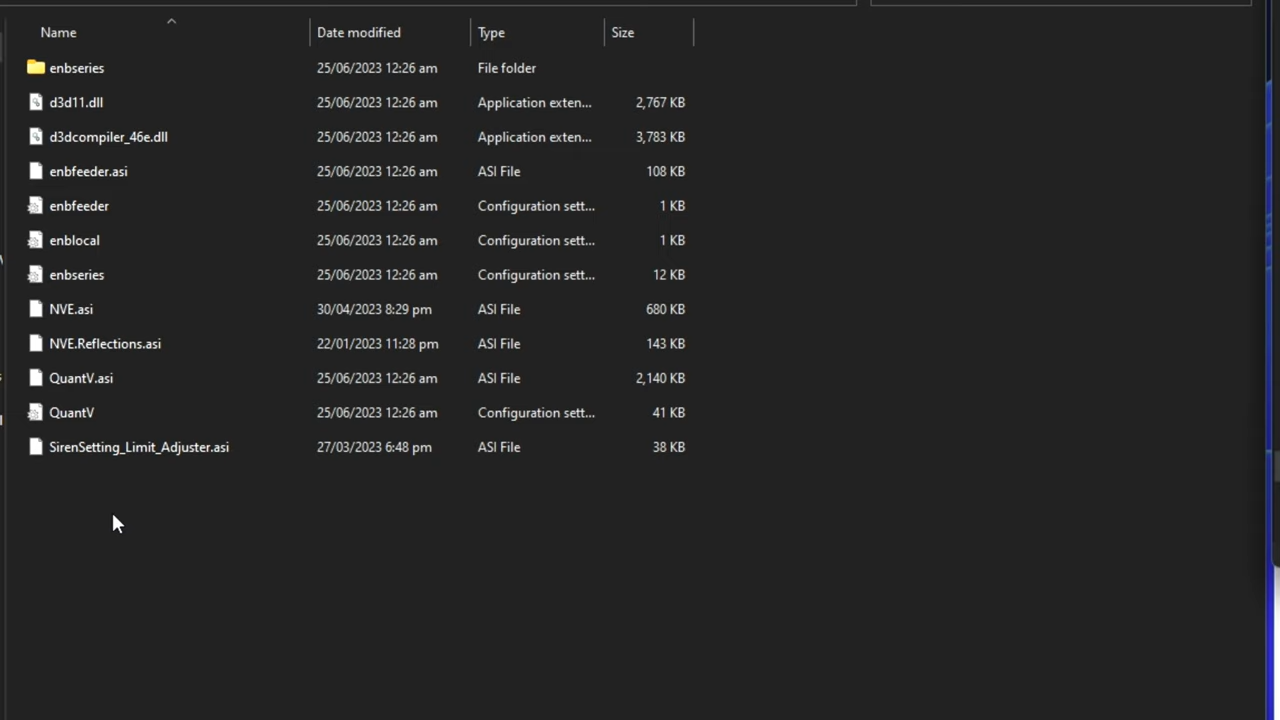 Name Date modified Type Size
enbseries 25/06/2023 12:26 am File folder
d3d11.dll 25/06/2023 12:26 am Application exten... 2,767 KB
d3dcompiler_46e.dll 25/06/2023 12:26 am Application exten... 3,783 KB
enbfeeder.asi 25/06/2023 12:26 am ASI File 108 KB
enbfeeder 25/06/2023 12:26 am Configuration sett... 1 KB
enblocal 25/06/2023 12:26 am Configuration sett... 1 KB
enbseries 25/06/2023 12:26 am Configuration sett... 12 KB
NVE.asi 30/04/2023 8:29 pm ASI File 680 KB
NVE.Reflections.asi 22/01/2023 11:28 pm ASI File 143 KB
QuantV.asi 25/06/2023 12:26 am ASI File 2,140 KB
QuantV 25/06/2023 12:26 am Configuration sett... 41 KB
SirenSetting_Limit_Adjuster.asi 27/03/2023 6:48 pm ASI File 38 KB